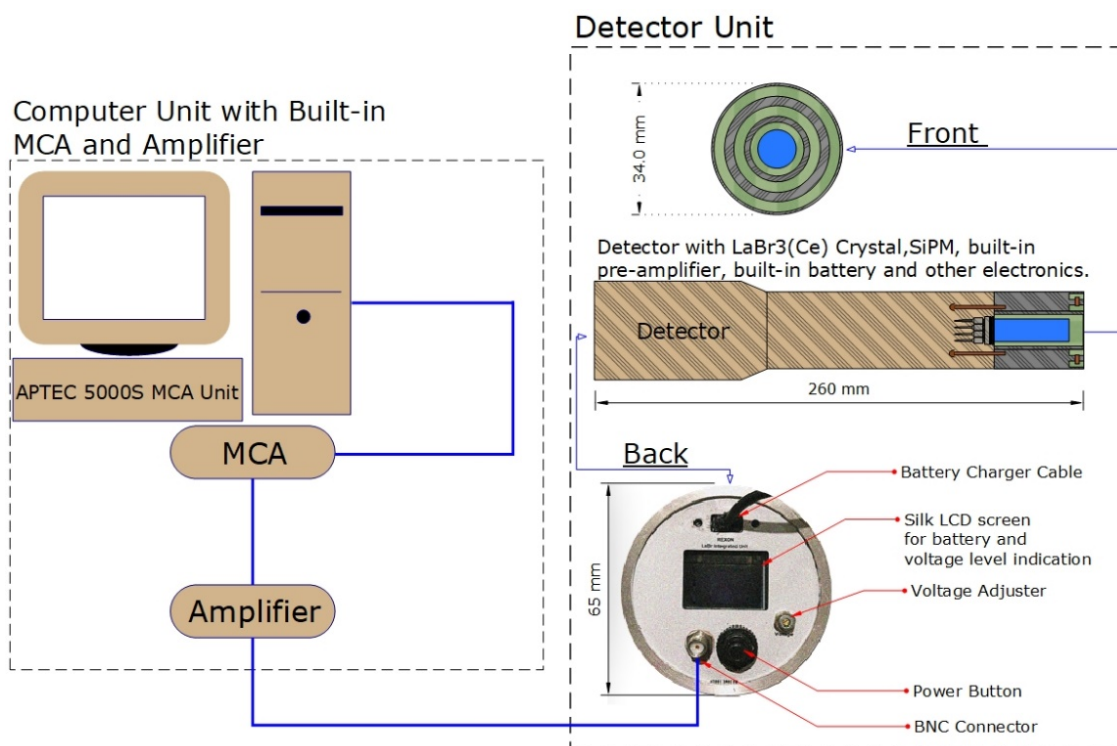 Detector Unit
Computer Unit with Built-in
MCA and Amplifier
34.0 mm
Front
Detector with LaBr3(Ce) Crystal,SiPM, built-in
pre-amplifier, built-in battery and other electronics.
Detector
260 mm
APTEC 5000S MCA Unit
MCA
Amplifier
Back
65 mm
LaBr Integrated Unit
Battery Charger Cable
Silk LCD screen
for battery and
voltage level indication
Voltage Adjuster
Power Button
BNC Connector